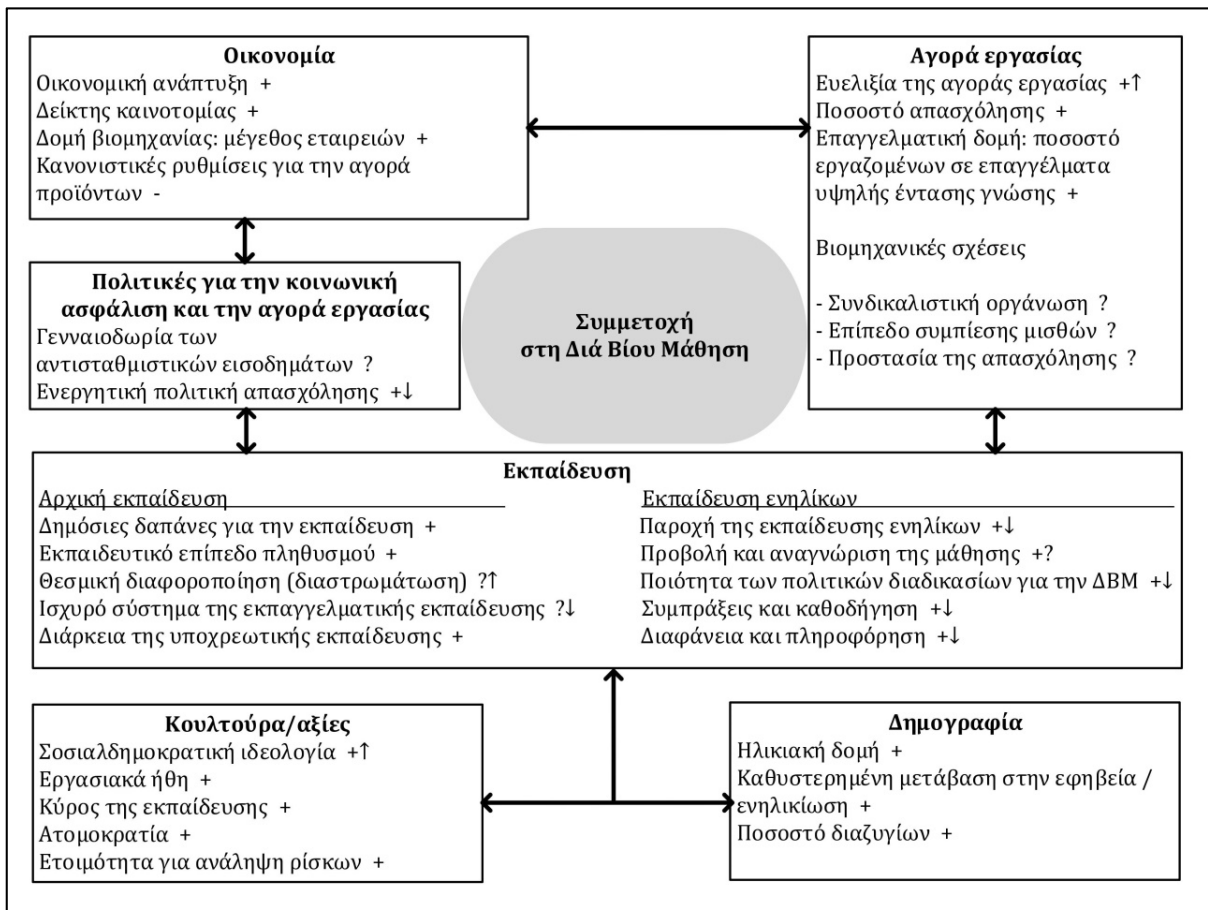 Οικονομία
Οικονομική ανάπτυξη +
Δείκτης καινοτομίας +
Δομή βιομηχανίας: μέγεθος εταιρειών +
Κανονιστικές ρυθμίσεις για την αγορά
προϊόντων -
Αγορά εργασίας
Ευελιξία της αγοράς εργασίας +↑
Ποσοστό απασχόλησης +
Επαγγελματική δομή: ποσοστό
εργαζομένων σε επαγγέλματα
υψηλής έντασης γνώσης +
Βιομηχανικές σχέσεις
- Συνδικαλιστική οργάνωση ?
- Επίπεδο συμπίεσης μισθών ?
- Προστασία της απασχόλησης ?
Πολιτικές για την κοινωνική
ασφάλιση και την αγορά εργασίας
Γενναιοδωρία των
αντισταθμιστικών εισοδημάτων ?
Ενεργητική πολιτική απασχόλησης +↓
Συμμετοχή
στη Διά Βίου Μάθηση
Εκπαίδευση
Αρχική εκπαίδευση
Δημόσιες δαπάνες για την εκπαίδευση +
Εκπαιδευτικό επίπεδο πληθυσμού +
Θεσμική διαφοροποίηση (διαστρωμάτωση) ?↑
Ισχυρό σύστημα της εκπαγγελματικής εκπαίδευσης ?↓
Διάρκεια της υποχρεωτικής εκπαίδευσης +
Εκπαίδευση ενηλίκων
Παροχή της εκπαίδευσης ενηλίκων +↓
Προβολή και αναγνώριση της μάθησης +?
Ποιότητα των πολιτικών διαδικασίων για την ΔΒΜ +↓
Συμπράξεις και καθοδήγηση +↓
Διαφάνεια και πληροφόρηση +↓
Κουλτούρα/αξίες
Σοσιαλδημοκρατική ιδεολογία +↑
Εργασιακά ήθη +
Κύρος της εκπαίδευσης +
Ατομοκρατία +
Ετοιμότητα για ανάληψη ρίσκων +
Δημογραφία
Ηλικιακή δομή +
Καθυστερημένη μετάβαση στην εφηβεία /
ενηλικίωση +
Ποσοστό διαζυγίων +